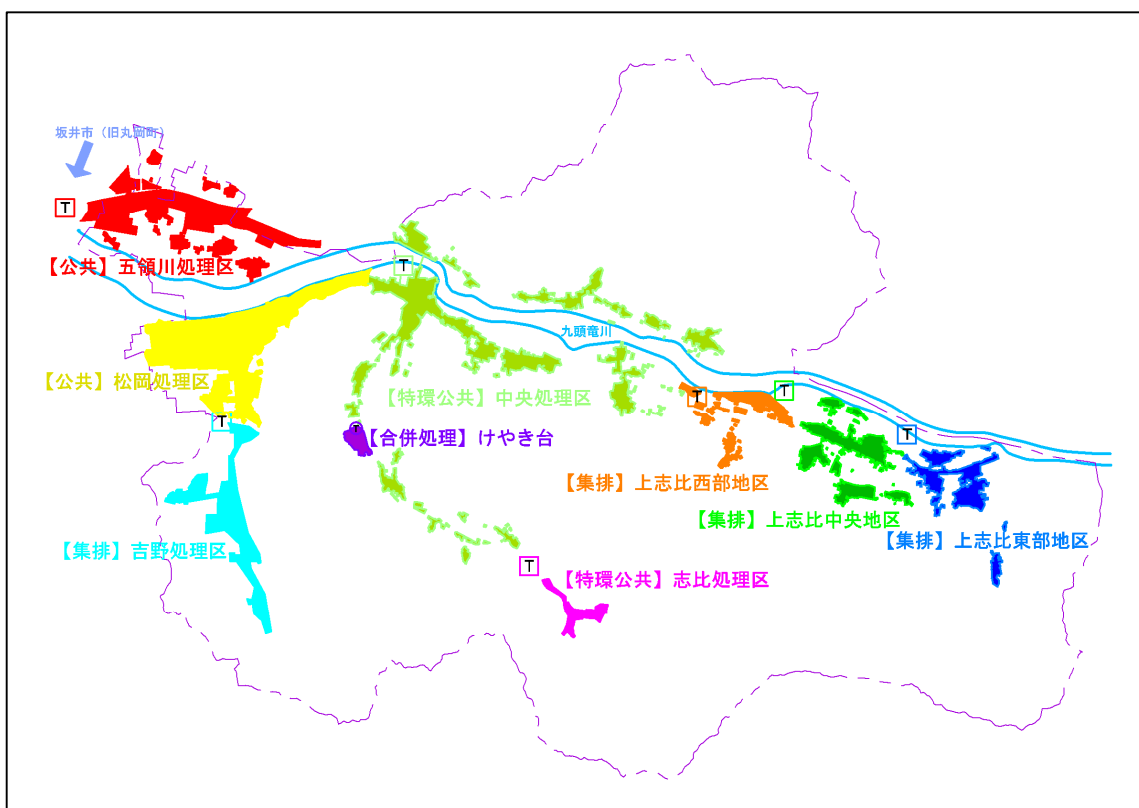 坂井市（旧丸岡町）
T
【公共】五領川処理区
T
九頭竜川
【公共】松岡処理区
【特環公共】中央処理区
T
T
T
T
【合併処理】けやき台
T
【集排】上志比西部地区
【集排】上志比中央地区
【集排】上志比東部地区
【集排】吉野処理区
T
【特環公共】志比処理区